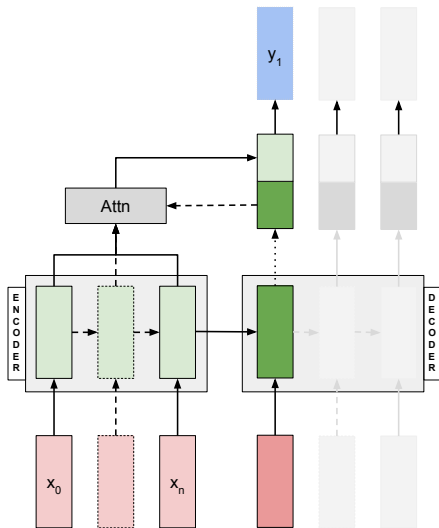 y1
Attn
ENCODER
DECODER
x0
xn